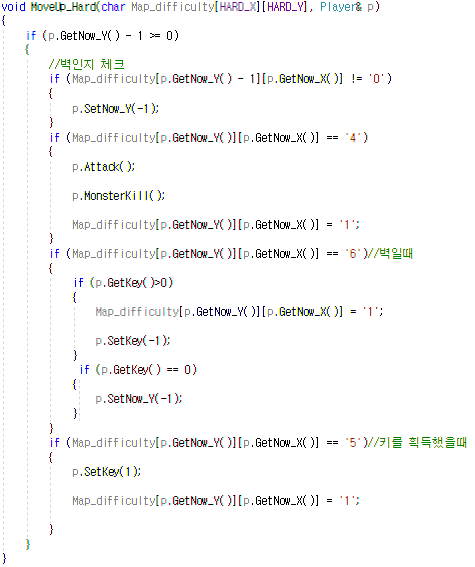 void MoveUp_Hard(char Map_difficulty[HARD_X][HARD_Y], Player& p)
{
if (p.GetNow_Y() - 1 >= 0)
{
//벽인지 체크
if (Map_difficulty[p.GetNow_Y() - 1][p.GetNow_X()] != '0')
{
p.SetNow_Y(-1);
}
if (Map_difficulty[p.GetNow_Y()][p.GetNow_X()] == '4')
{
p.Attack();
p.MonsterKill();
Map_difficulty[p.GetNow_Y()][p.GetNow_X()] = '1';
}
if (Map_difficulty[p.GetNow_Y()][p.GetNow_X()] == '6')//벽일때
{
if (p.GetKey()>0)
{
Map_difficulty[p.GetNow_Y()][p.GetNow_X()] = '1';
p.SetKey(-1);
}
if (p.GetKey() == 0)
{
p.SetNow_Y(-1);
}
}
if (Map_difficulty[p.GetNow_Y()][p.GetNow_X()] == '5')//키를 획득했을때
{
p.SetKey(1);
Map_difficulty[p.GetNow_Y()][p.GetNow_X()] = '1';
}
}
}